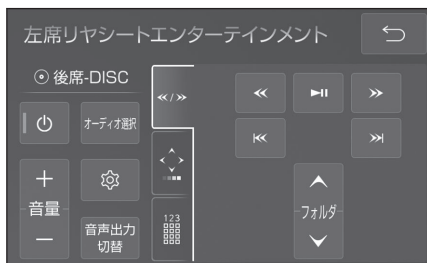 左席リヤシートエンターテインメント
後席-DISC
オーディオ選択
音量
音声出力
切替
123
フォルダ